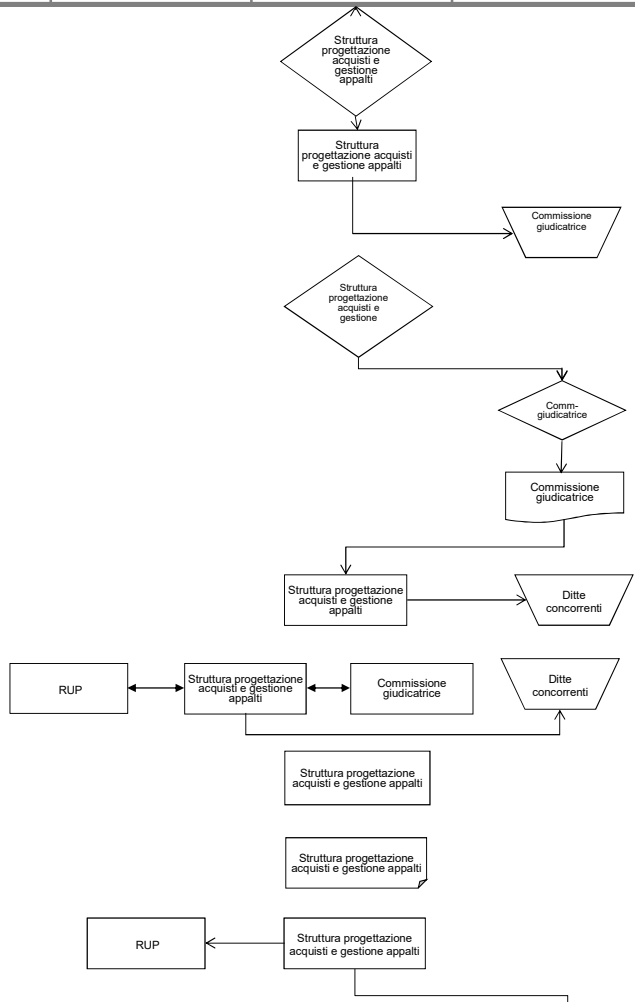 Struttura
progettazione
acquisti e
gestione
appalti
Struttura
progettazione acquisti
e gestione appalti
Commissione
giudicatrice
Struttura
progettazione
acquisti e
gestione
Comm-
giudicatrice
Commissione
giudicatrice
Struttura progettazione
acquisti e gestione
appalti
Ditte
concorrenti
RUP
Struttura progettazione
acquisti e gestione
appalti
Commissione
giudicatrice
Ditte
concorrenti
Struttura progettazione
acquisti e gestione appalti
Struttura progettazione
acquisti e gestione appalti
RUP
Struttura progettazione
acquisti e gestione appalti